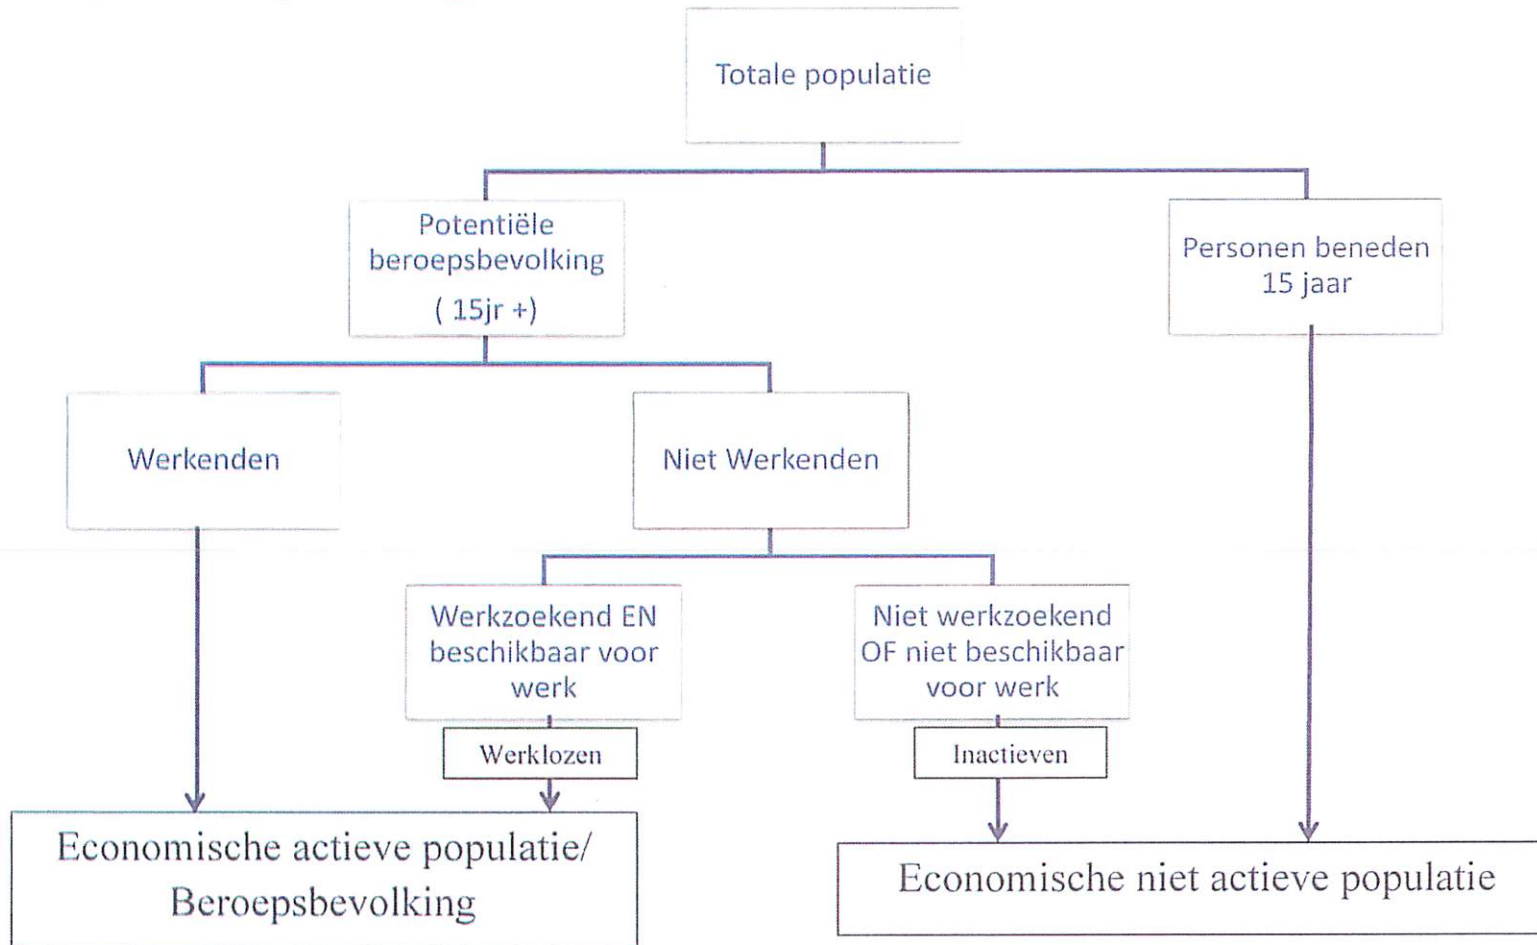 Totale populatie
Potentiële
beroepsbevolking
( 15jr +)
Personen beneden
15 jaar
Werkenden
Niet Werkenden
Werkzoekend EN
beschikbaar voor
werk
Niet werkzoekend
OF niet beschikbaar
voor werk
Werklozen
Inactieven
Economische actieve populatie/
Beroepsbevolking
Economische niet actieve populatie